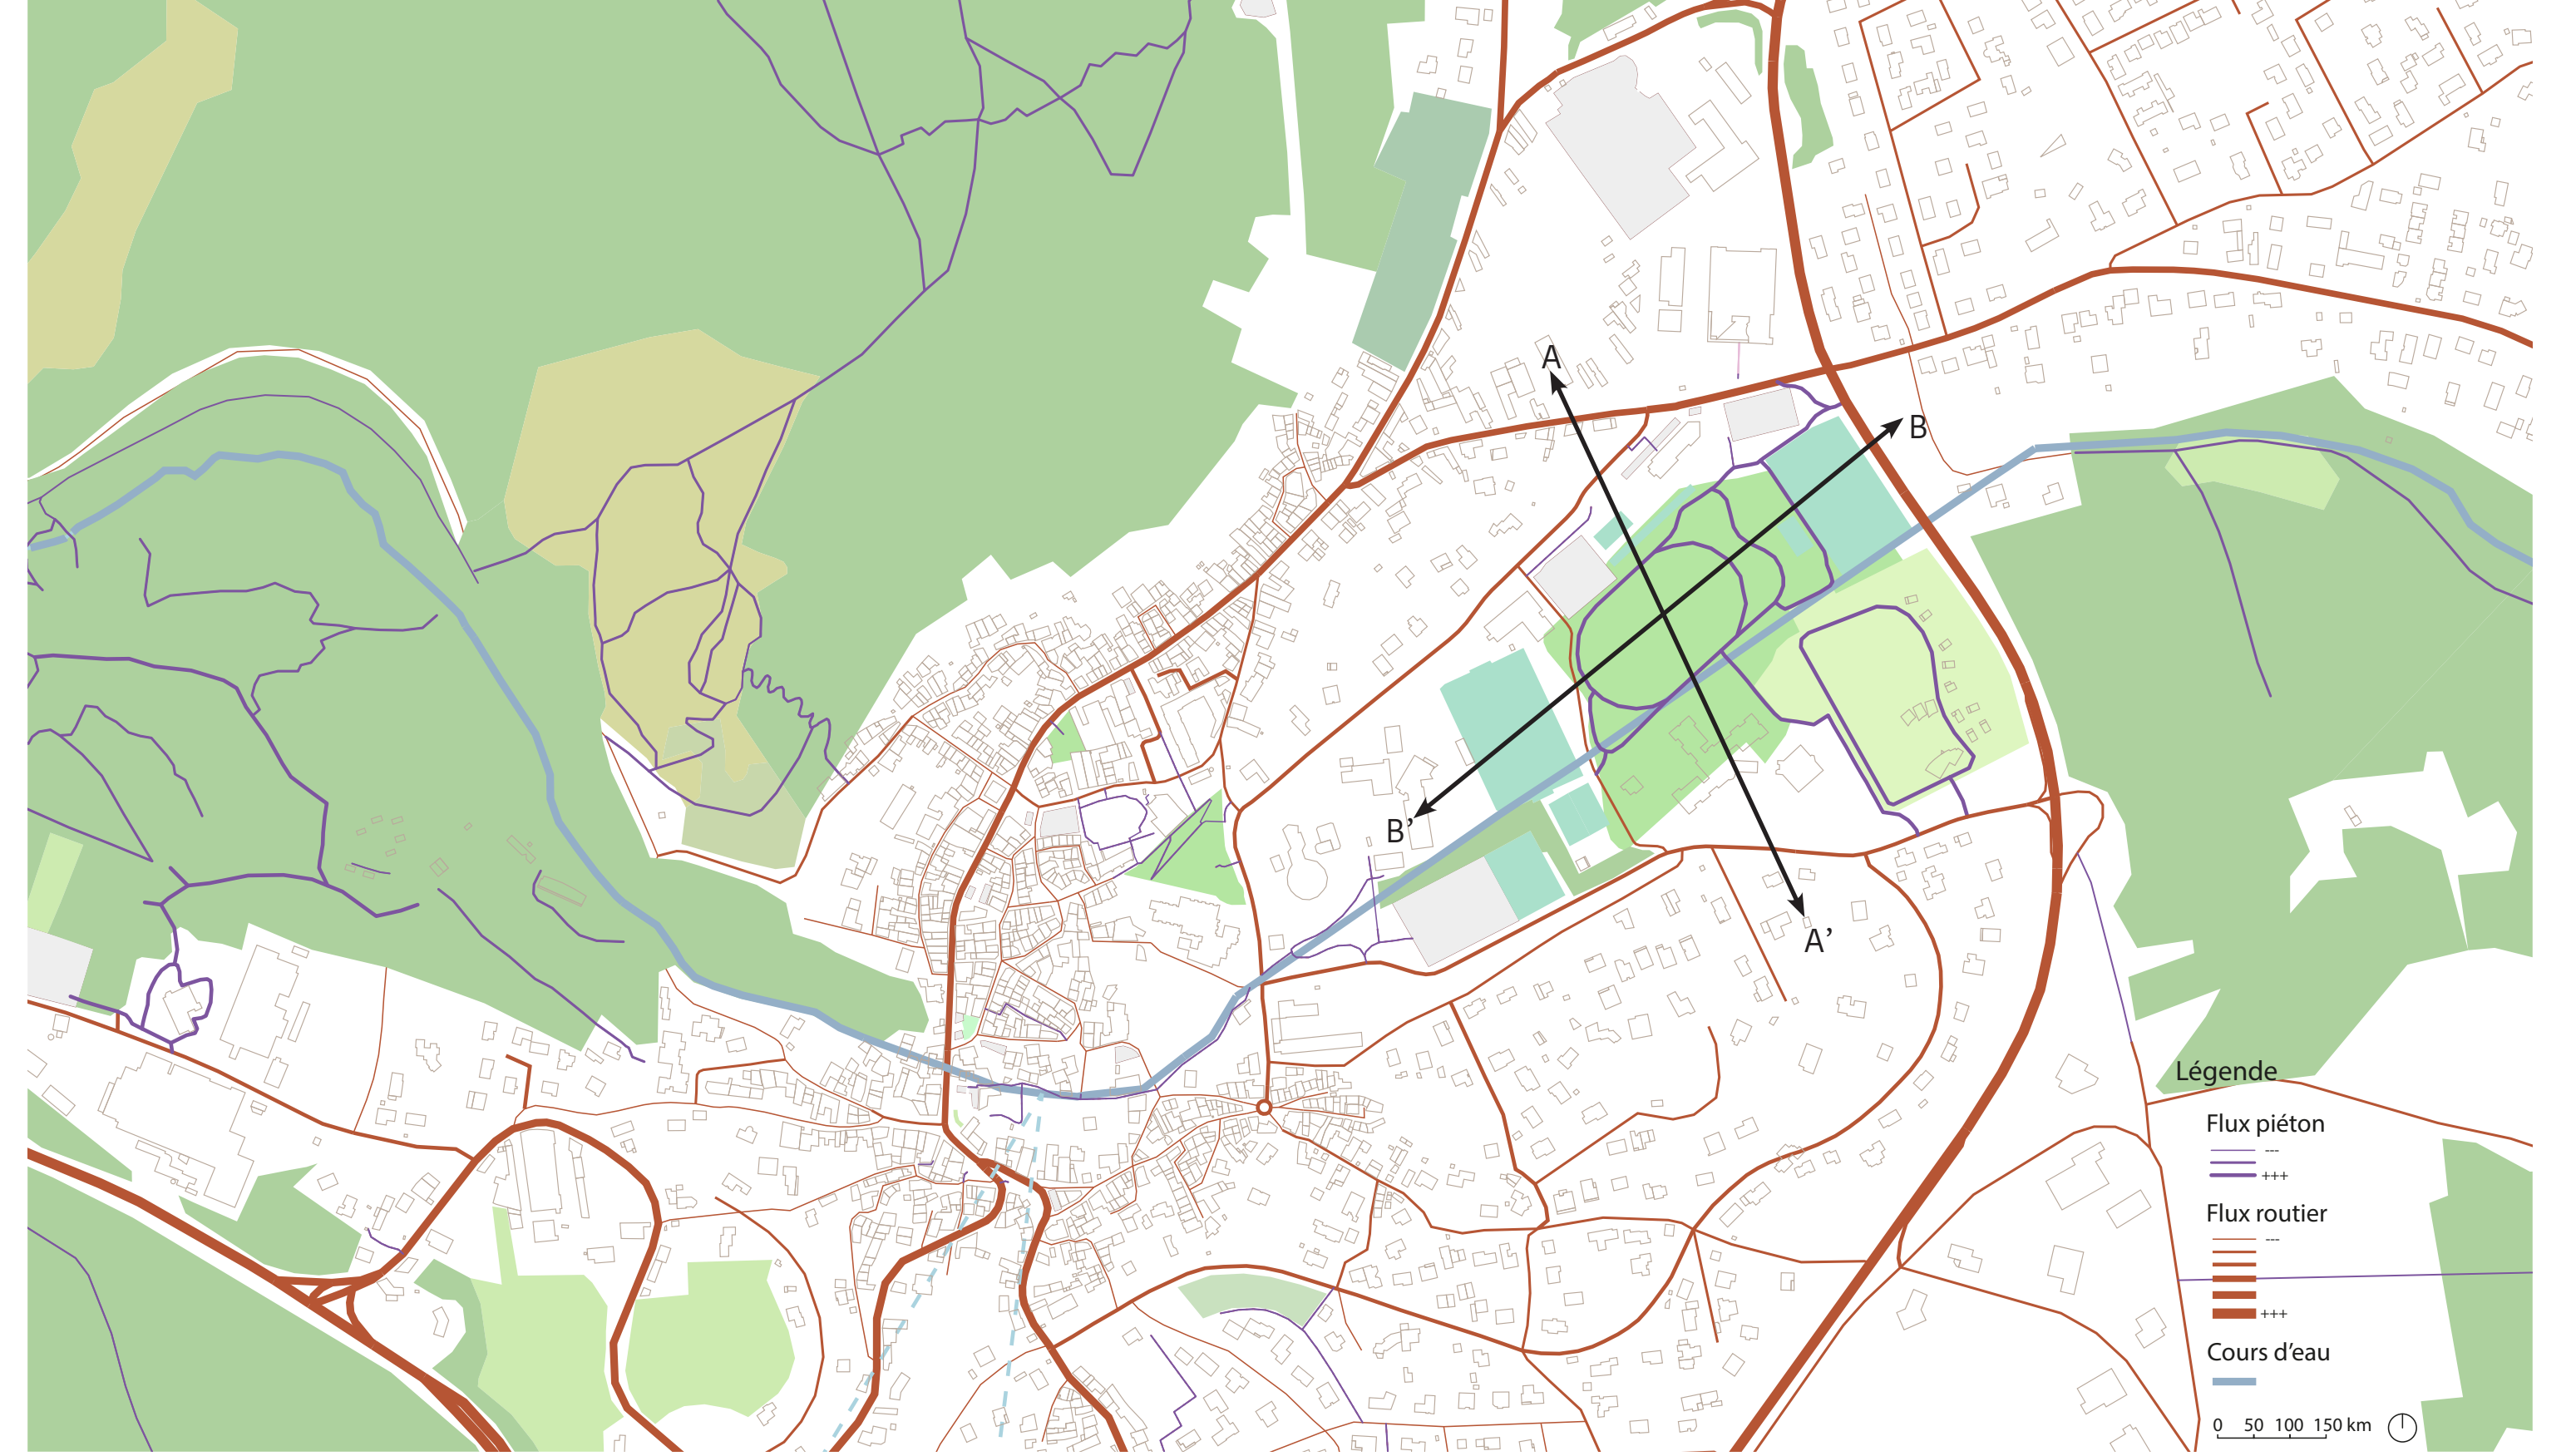 A
B
B’
A’
Légende
Flux piéton
---
+++
Flux routier
---
+++
Cours d’eau
0 50 100 150 km